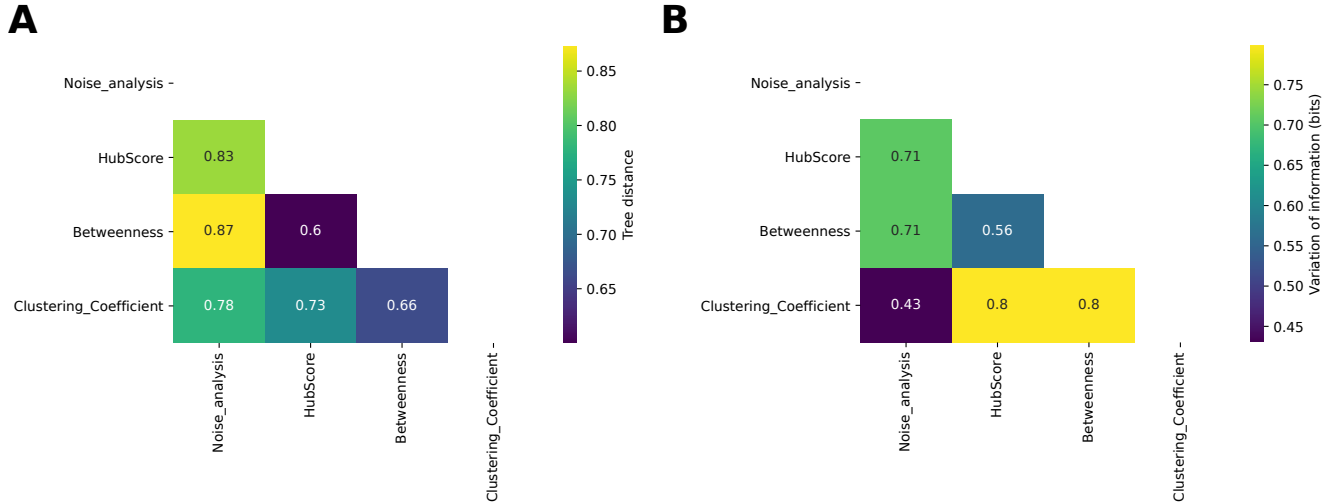 A
B
Noise_analysis
HubScore
Betweenness
Clustering_Coefficient
0.83
0.87
0.6
0.78
0.73
0.66
Noise_analysis
HubScore
Betweenness
Clustering_Coefficient
0.85
0.80
0.75
0.70
0.65
Tree distance
Noise_analysis
HubScore
Betweenness
Clustering_Coefficient
0.71
0.71
0.56
0.43
0.8
0.8
Noise_analysis
HubScore
Betweenness
Clustering_Coefficient
0.75
0.70
0.65
0.60
0.55
0.50
0.45
Variation of information (bits)